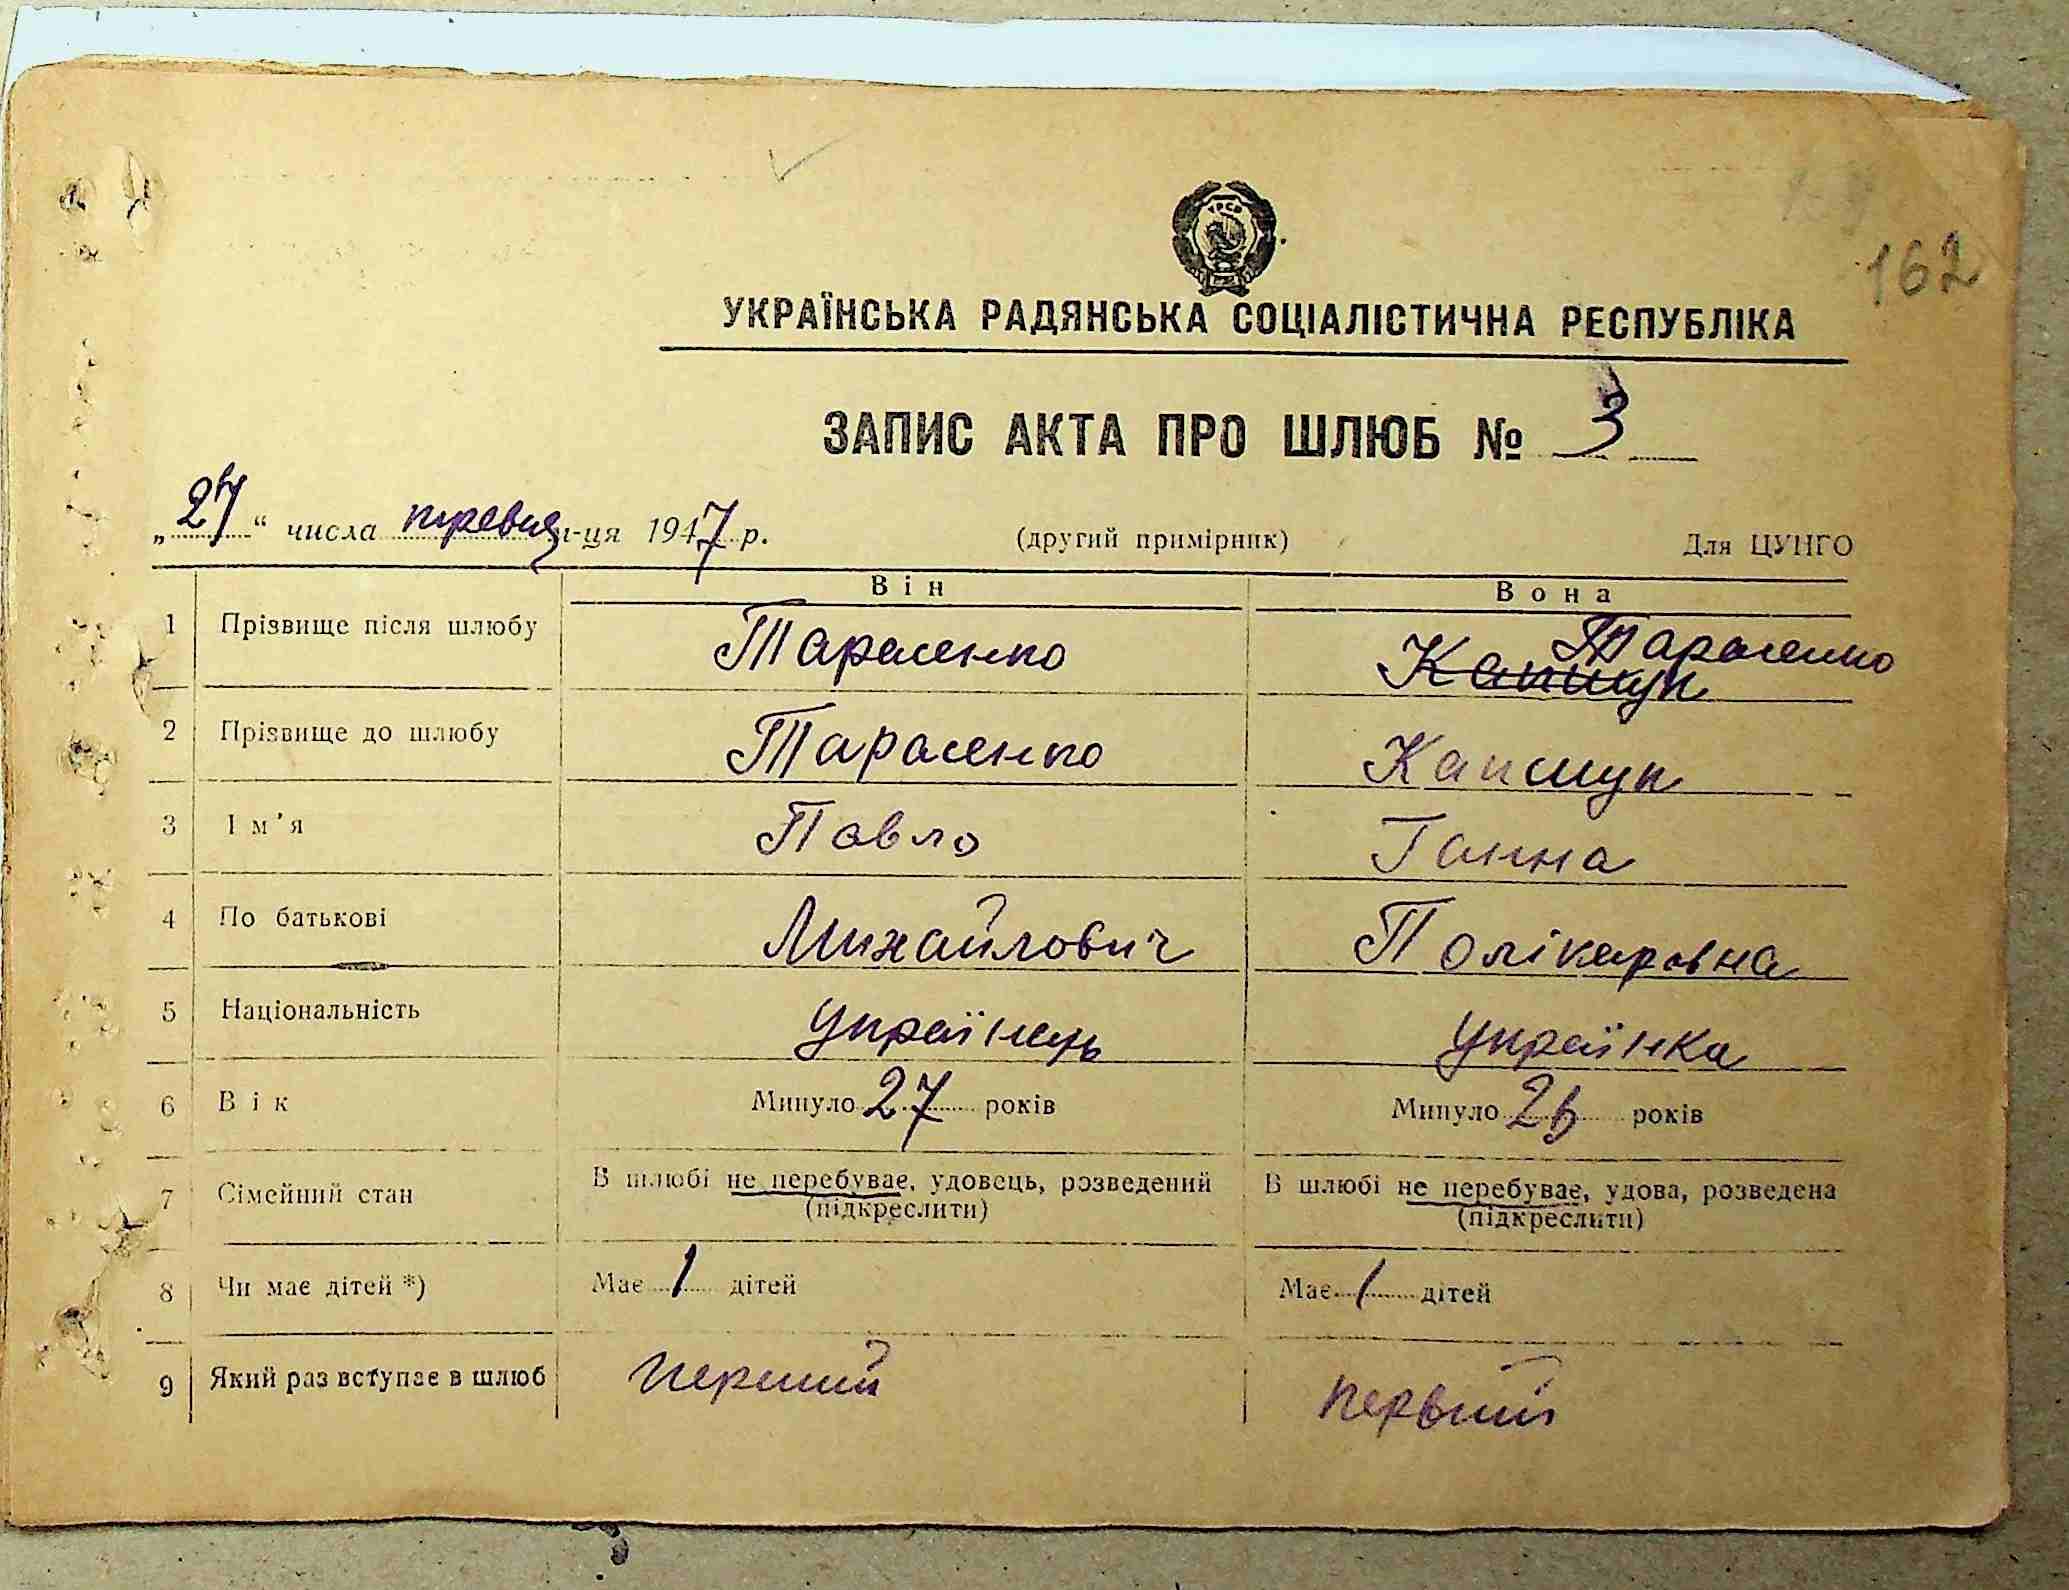 162
УРСР
УКРАЇНСЬКА РАДЯНСЬКА СОЦІАЛІСТИЧНА РЕСПУБЛІКА
ЗАПИС АКТА ПРО ШЛЮБ № 3
„27“ числа м-ця 1947 р. (другий примірник) Для ЦУНГО
Він Вона
1 Прізвище після шлюбу Тарасенко Капшук Тарасенко
2 Прізвище до шлюбу Тарасенко Капшук
3 Ім'я Павло Ганна
4 По батькові Михайлович Полікаровна
5 Національність українець українка
6 Вік Минуло 27 років Минуло 26 років
7 Сімейний стан В шлюбі не перебуває, удовець, розведений В шлюбі не перебуває, удова, розведена
(підкреслити) (підкреслити)
8 Чи має дітей *) Має 1 дітей Має 1 дітей
9 Який раз вступає в шлюб перший первий